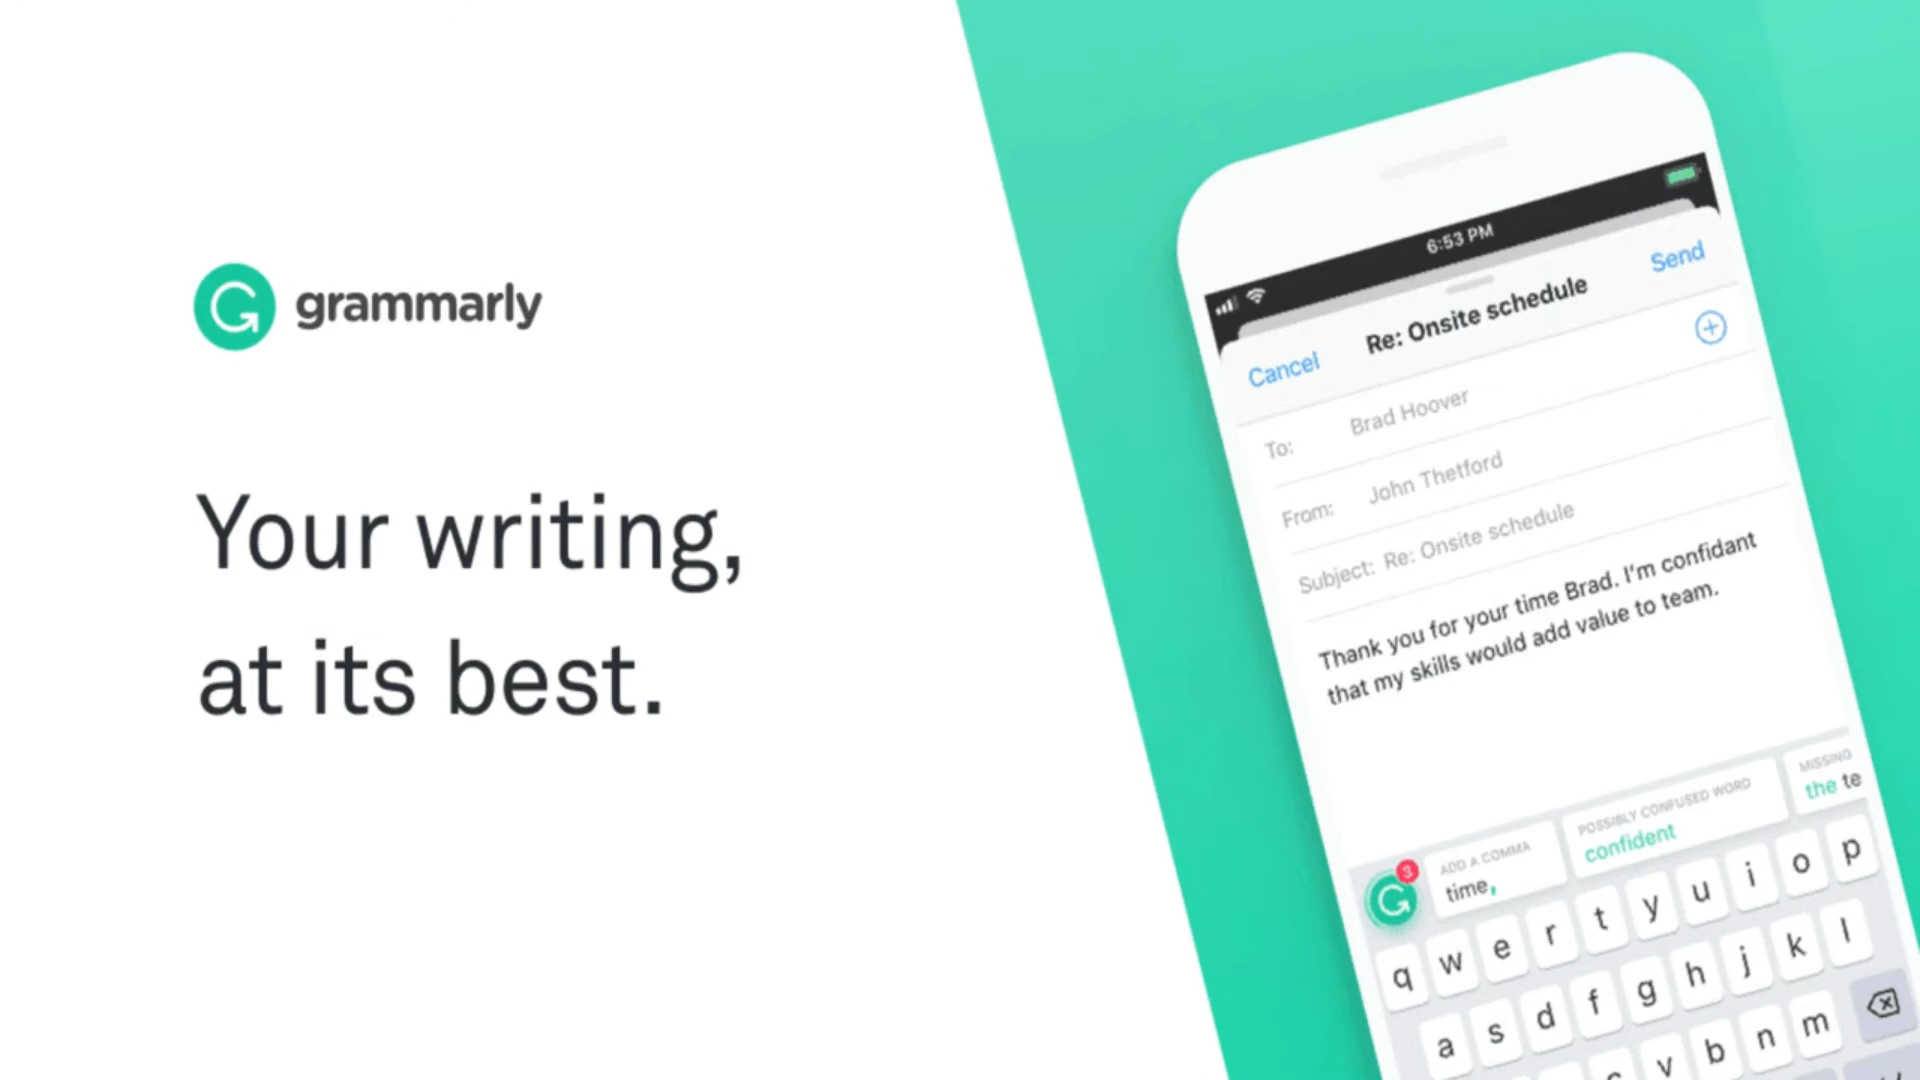 grammarly
Your writing,
at its best.
6:53 PM
Cancel Re: Onsite schedule Send
To: Brad Hoover
From: John Thetford
Subject: Re: Onsite schedule
Thank you for your time Brad. I'm confidant
that my skills would add value to team.
3
ADD A COMMA
time,
POSSIBLY CONFUSED WORD
confident
MISSING
the te
q w e r t y u i o p
a s d f g h j k l
c v b n m